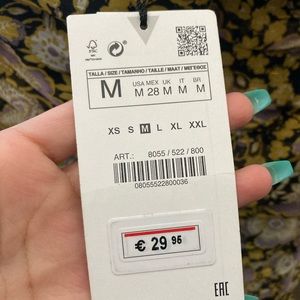 TALLA / SIZE / TAMANHO / TAILLE / MAAT / ΜΕΓΕΘΟΣ
M
USA MEX UK IT BR
M 28 M M M
XS S M L XL XXL
ART.: 8055 / 522 / 800
08055522800036
€ 29 95
EAC